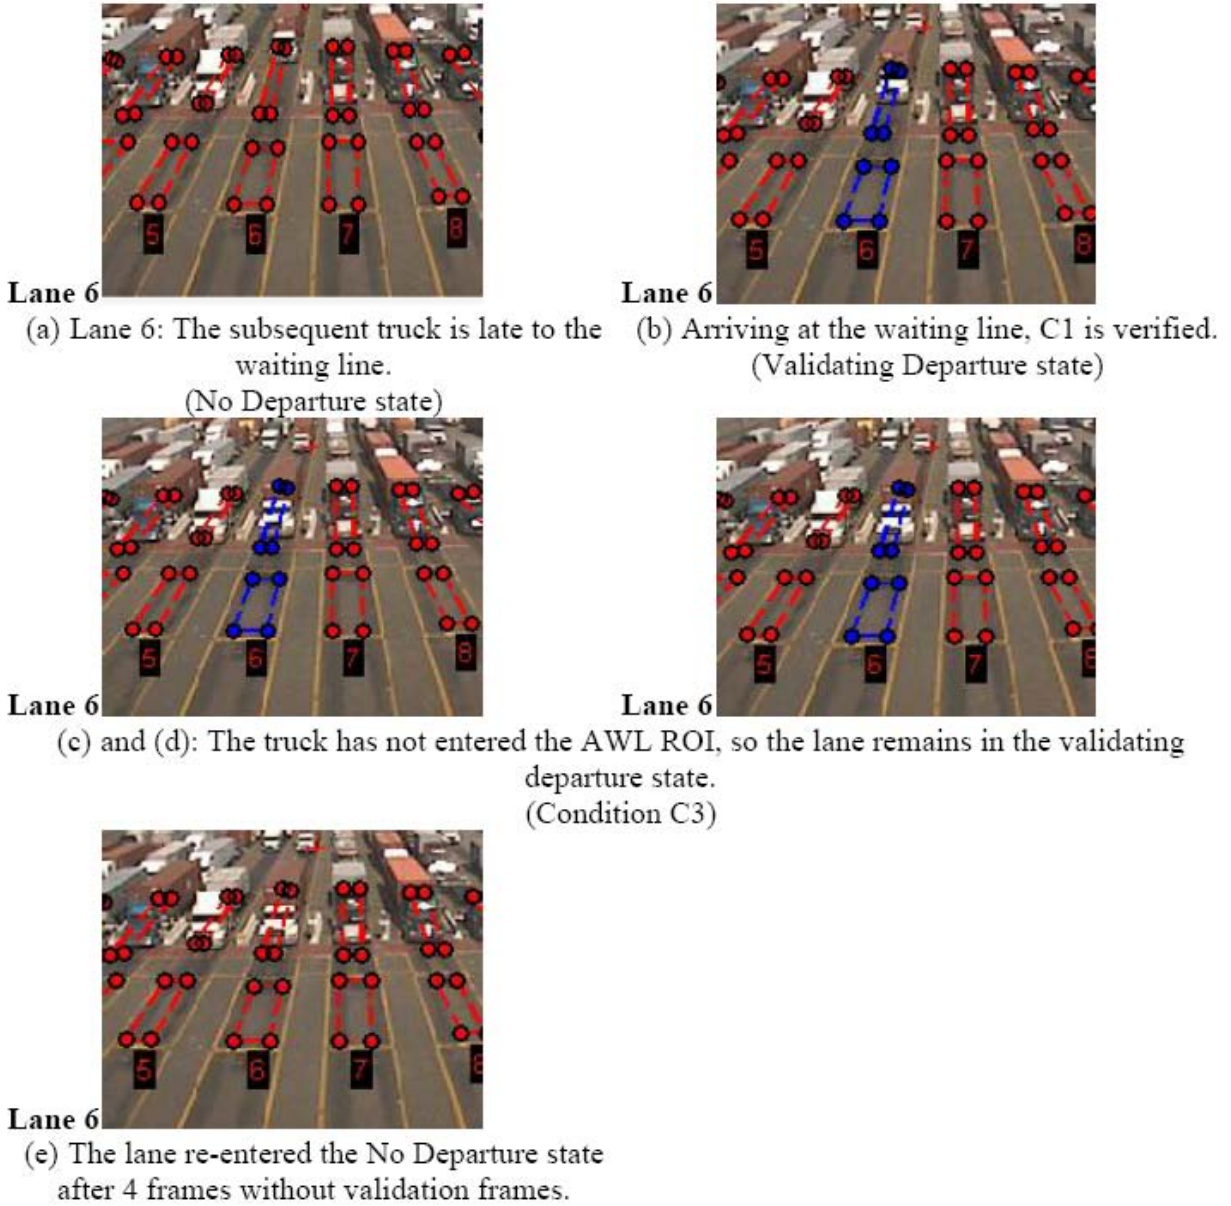 5
6
7
8
Lane 6
(a) Lane 6: The subsequent truck is late to the
waiting line.
(No Departure state)
5
6
7
8
Lane 6
(b) Arriving at the waiting line, C1 is verified.
(Validating Departure state)
5
6
7
8
Lane 6
5
6
7
Lane 6
(c) and (d): The truck has not entered the AWL ROI, so the lane remains in the validating
departure state.
(Condition C3)
5
6
7
Lane 6
(e) The lane re-entered the No Departure state
after 4 frames without validation frames.